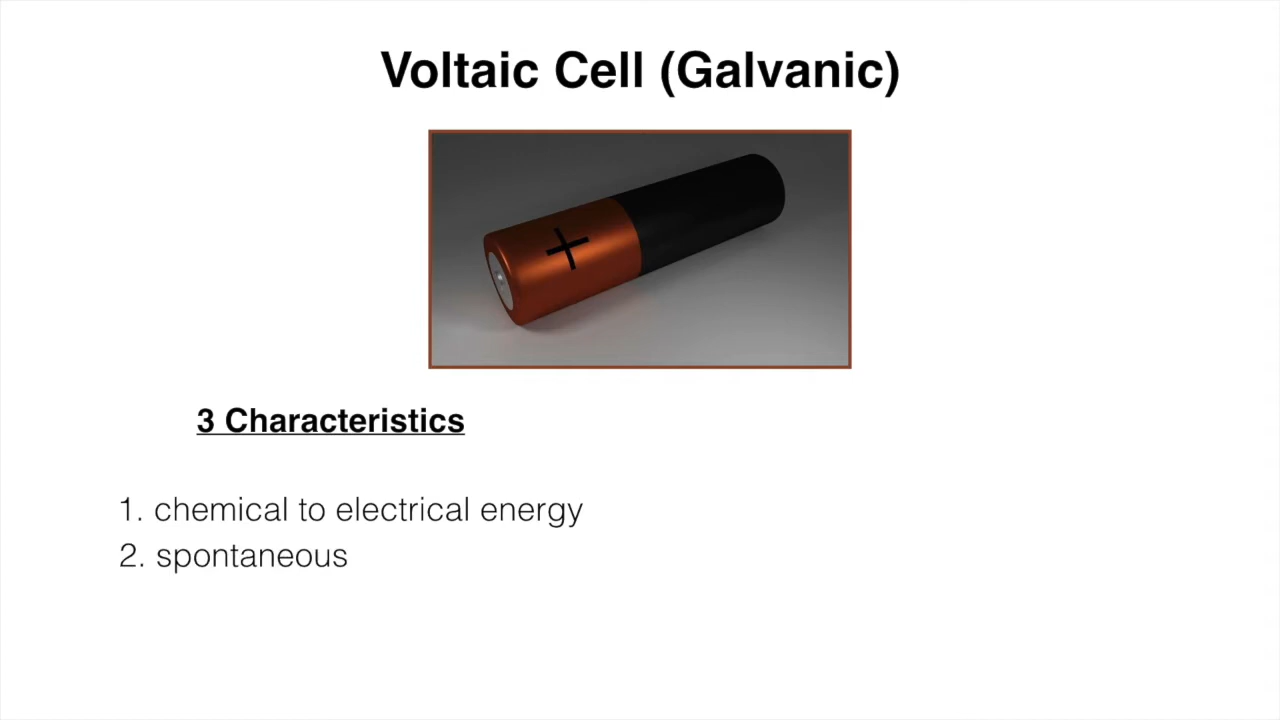 Voltaic Cell (Galvanic)
+
3 Characteristics
1. chemical to electrical energy
2. spontaneous